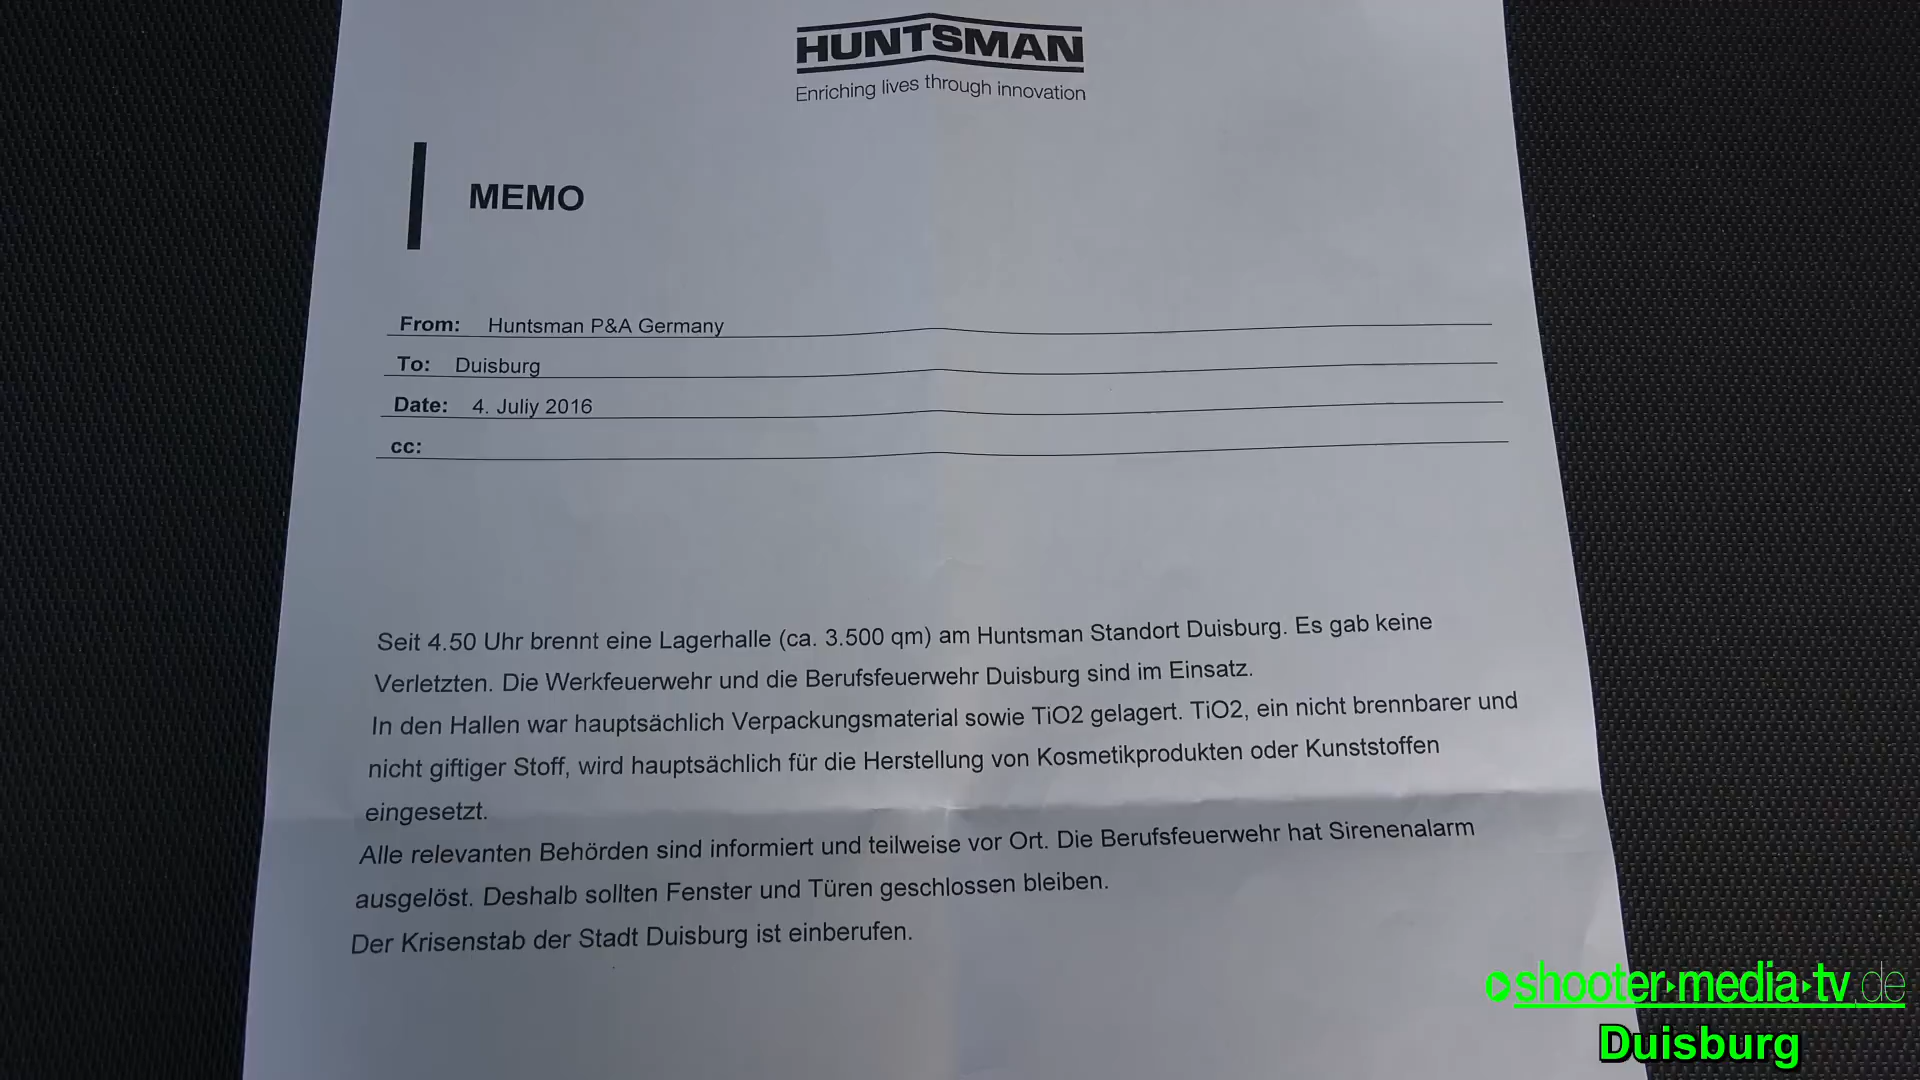 HUNTSMAN
Enriching lives through innovation
MEMO
From: Huntsman P&A Germany
To: Duisburg
Date: 4. Juliy 2016
cc:
Seit 4.50 Uhr brennt eine Lagerhalle (ca. 3.500 qm) am Huntsman Standort Duisburg. Es gab keine
Verletzten. Die Werkfeuerwehr und die Berufsfeuerwehr Duisburg sind im Einsatz.
In den Hallen war hauptsächlich Verpackungsmaterial sowie TiO2 gelagert. TiO2, ein nicht brennbarer und
nicht giftiger Stoff, wird hauptsächlich für die Herstellung von Kosmetikprodukten oder Kunststoffen
eingesetzt.
Alle relevanten Behörden sind informiert und teilweise vor Ort. Die Berufsfeuerwehr hat Sirenenalarm
ausgelöst. Deshalb sollten Fenster und Türen geschlossen bleiben.
Der Krisenstab der Stadt Duisburg ist einberufen.
shooter-media-tv.de
Duisburg